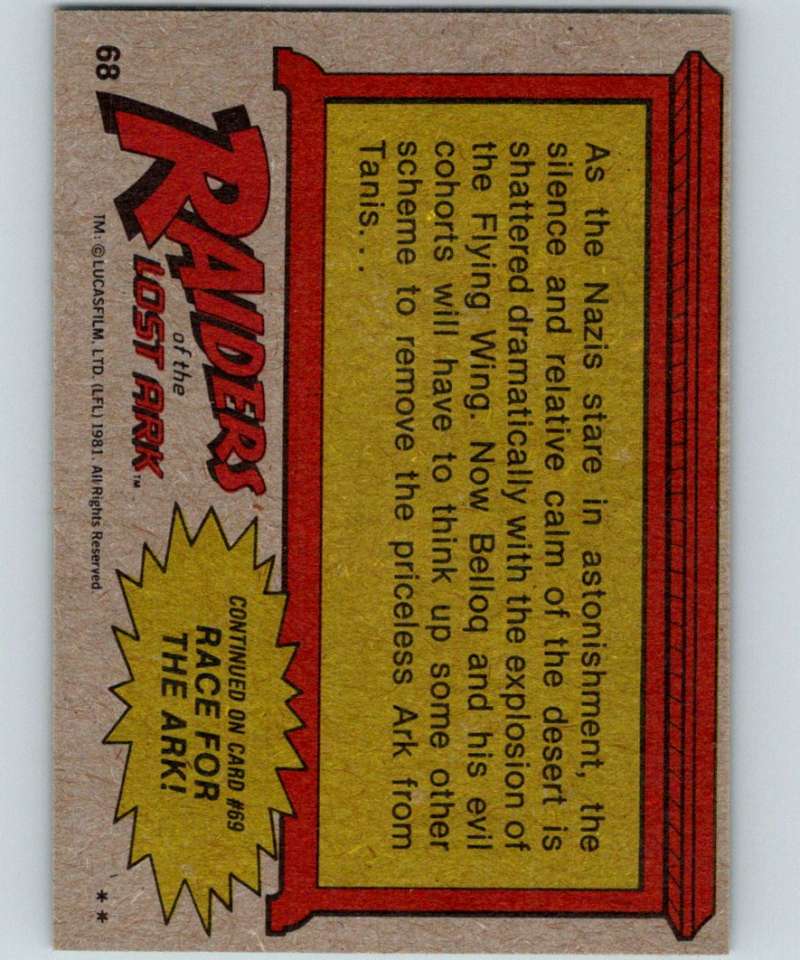 As the Nazis stare in astonishment, the
silence and relative calm of the desert is
shattered dramatically with the explosion of
the Flying Wing. Now Belloq and his evil
cohorts will have to think up some other
scheme to remove the priceless Ark from
Tanis. . .
RAIDERS
of the
LOST ARK™
CONTINUED ON CARD #69
RACE FOR
THE ARK!
68
TM: ©LUCASFILM, LTD. (LFL) 1981. All Rights Reserved.
**